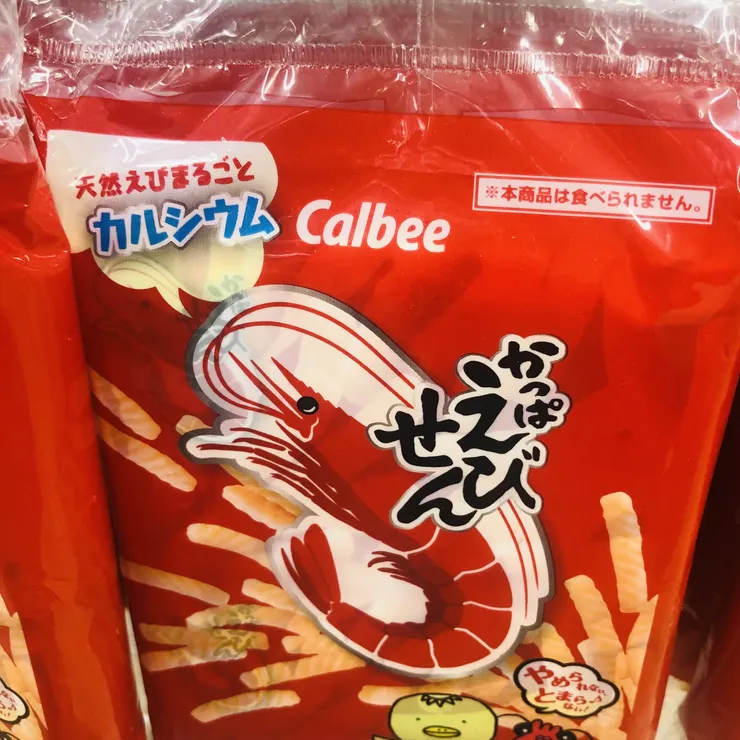 天然えびまるごと
カルシウム
Calbee
※本商品は食べられません。
かっぱ
えびせん
やめられない♪
とまらない!